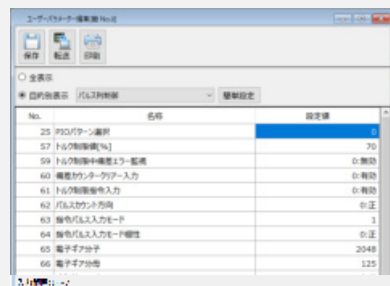 ユーザーパラメーター編集[軸 No.0]
保存 転送 印刷
全表示
目的別表示 パルス列制御 簡単設定
No. 名称 設定値
25 PIOパターン選択 0
57 トルク制限値[%] 70
59 トルク制限中偏差エラー監視 0:無効
60 偏差カウンタークリアー入力 0:有効
61 トルク制限指令入力 0:有効
62 パルスカウント方向 0:正
63 指令パルス入力モード 1
64 指令パルス入力モード極性 0:正
65 電子ギア分子 2048
66 電子ギア分母 125